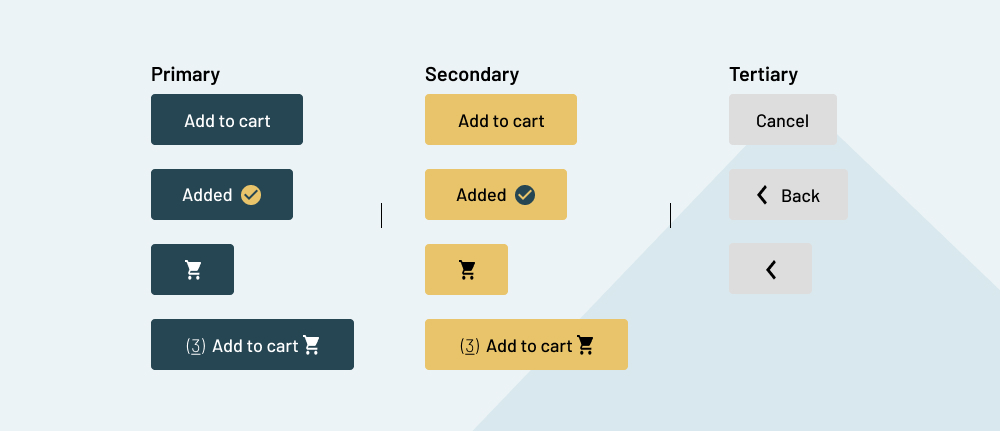 Primary
Add to cart
Added
(3) Add to cart
Secondary
Add to cart
Added
(3) Add to cart
Tertiary
Cancel
Back